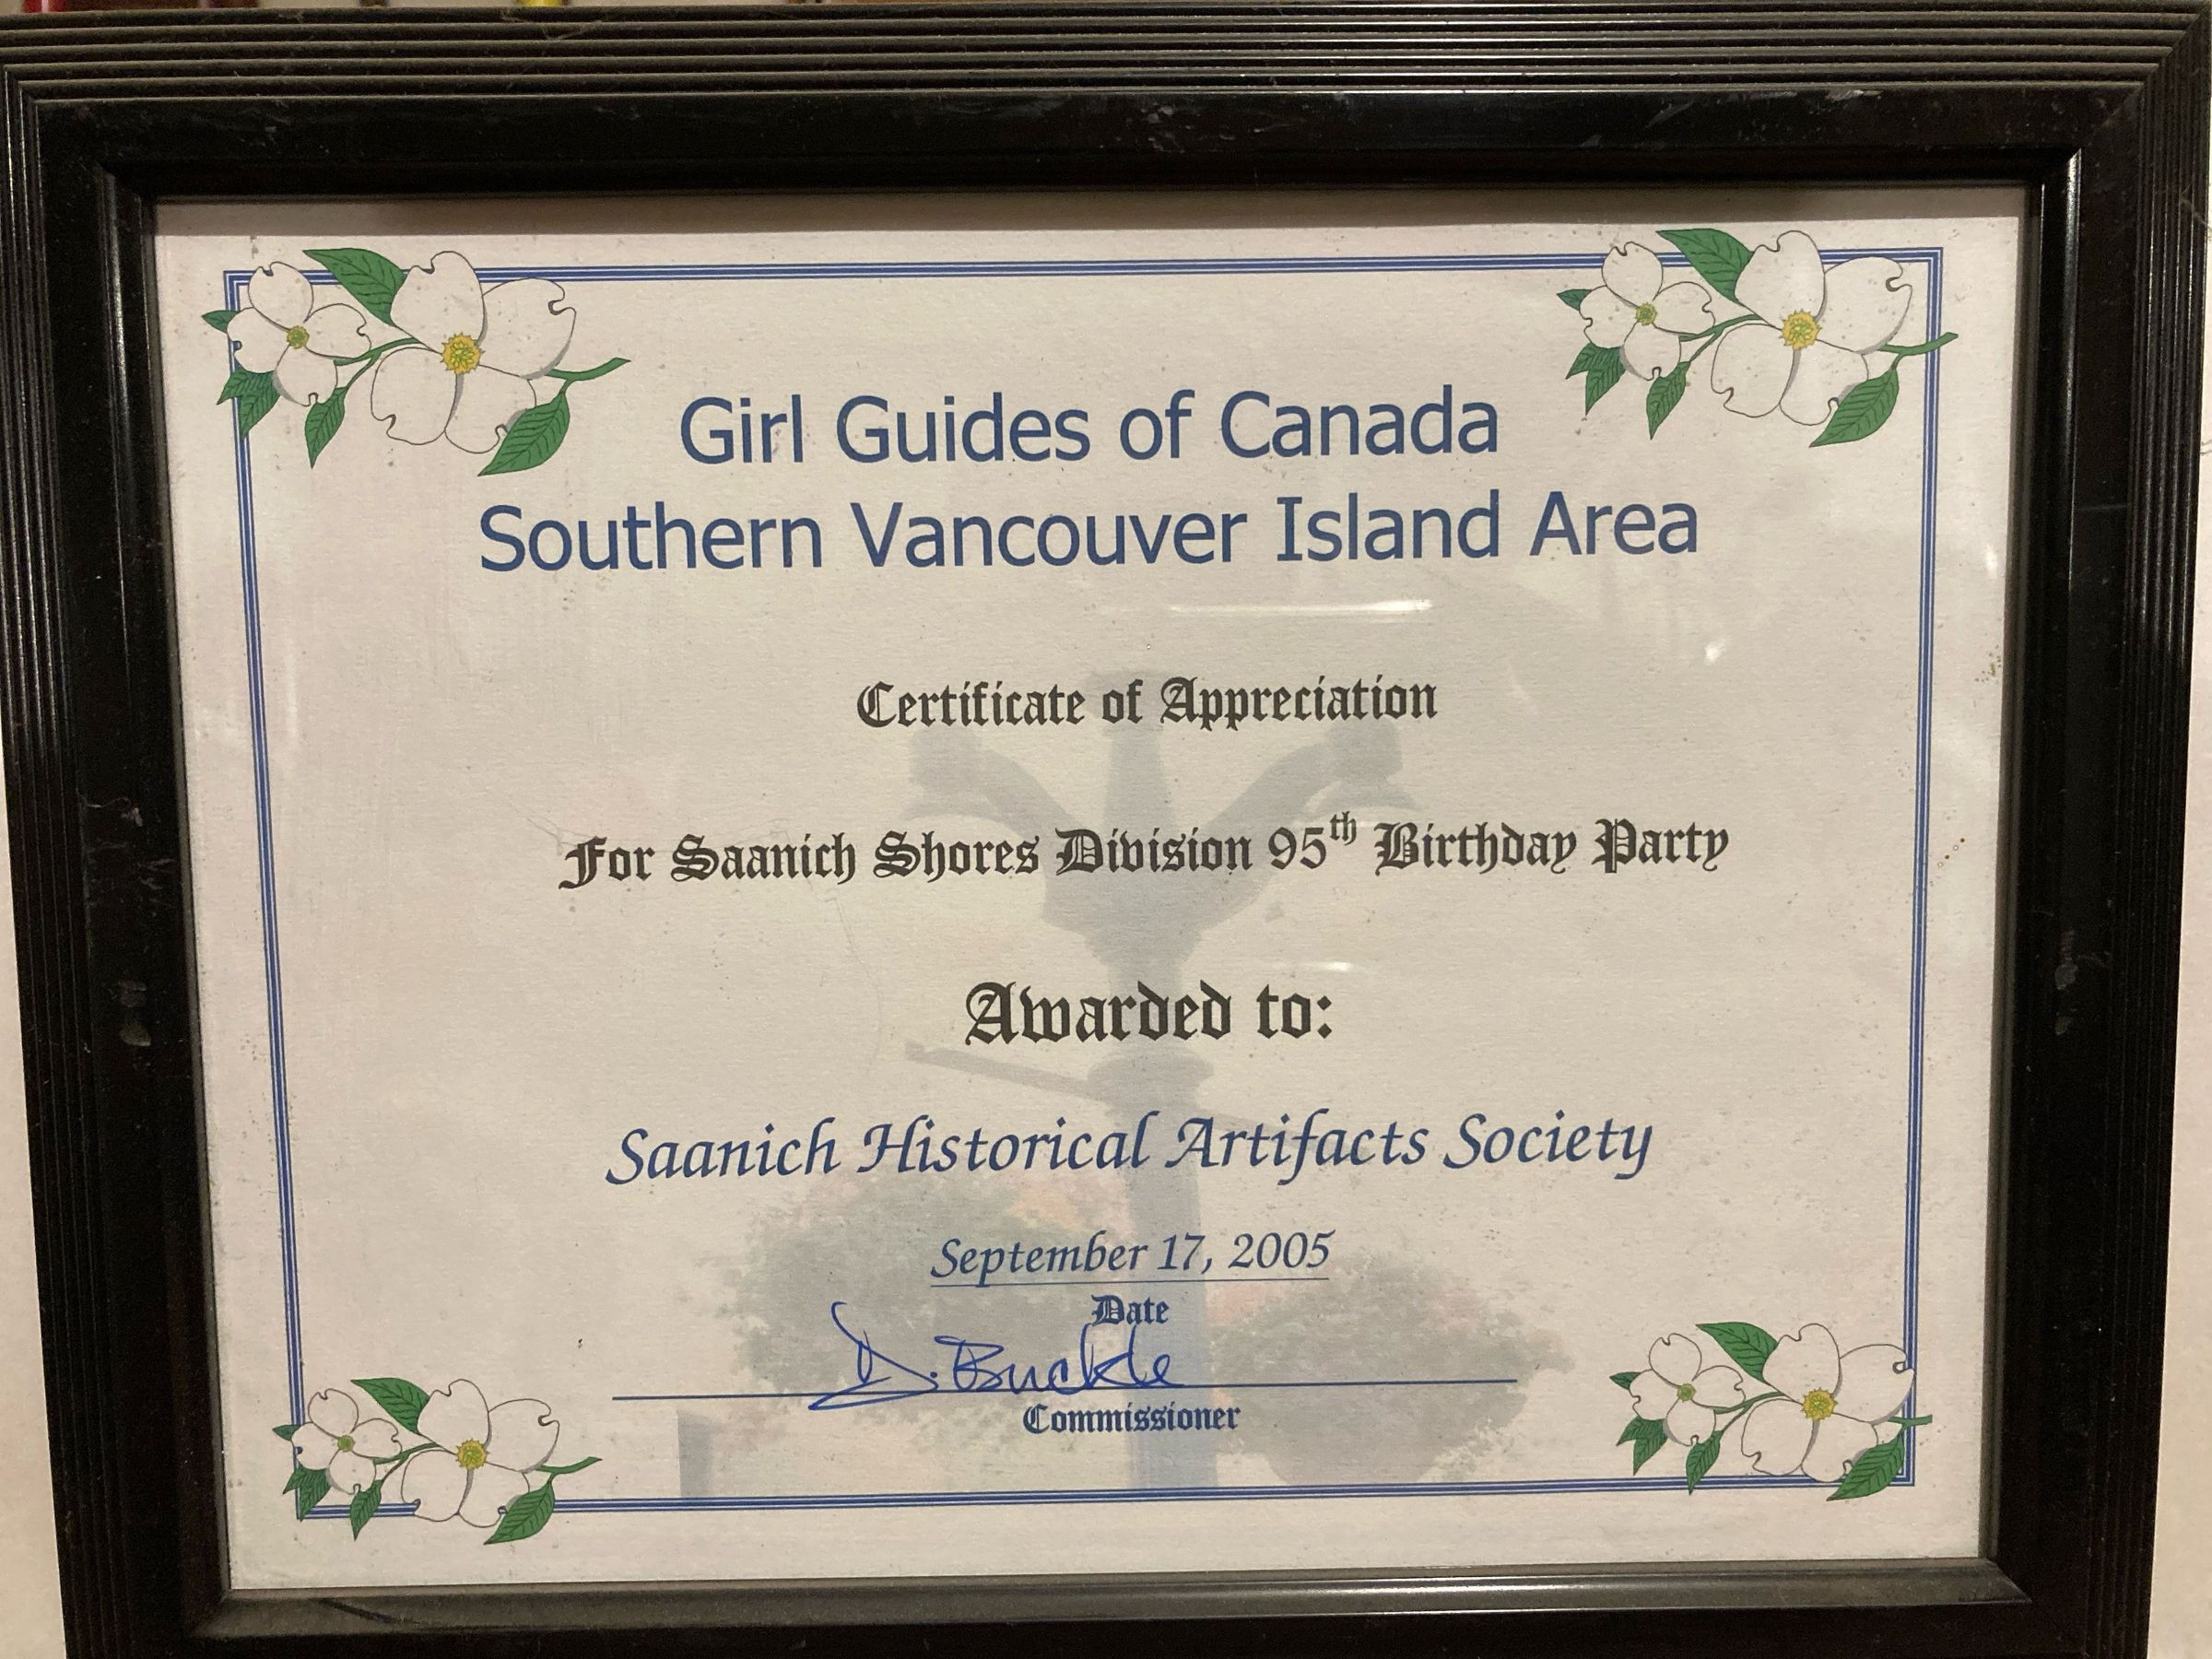 Girl Guides of Canada
Southern Vancouver Island Area
Certificate of Appreciation
For Saanich Shores Division 95th Birthday Party
Awarded to:
Saanich Historical Artifacts Society
September 17, 2005
Date
D. Buckle
Commissioner